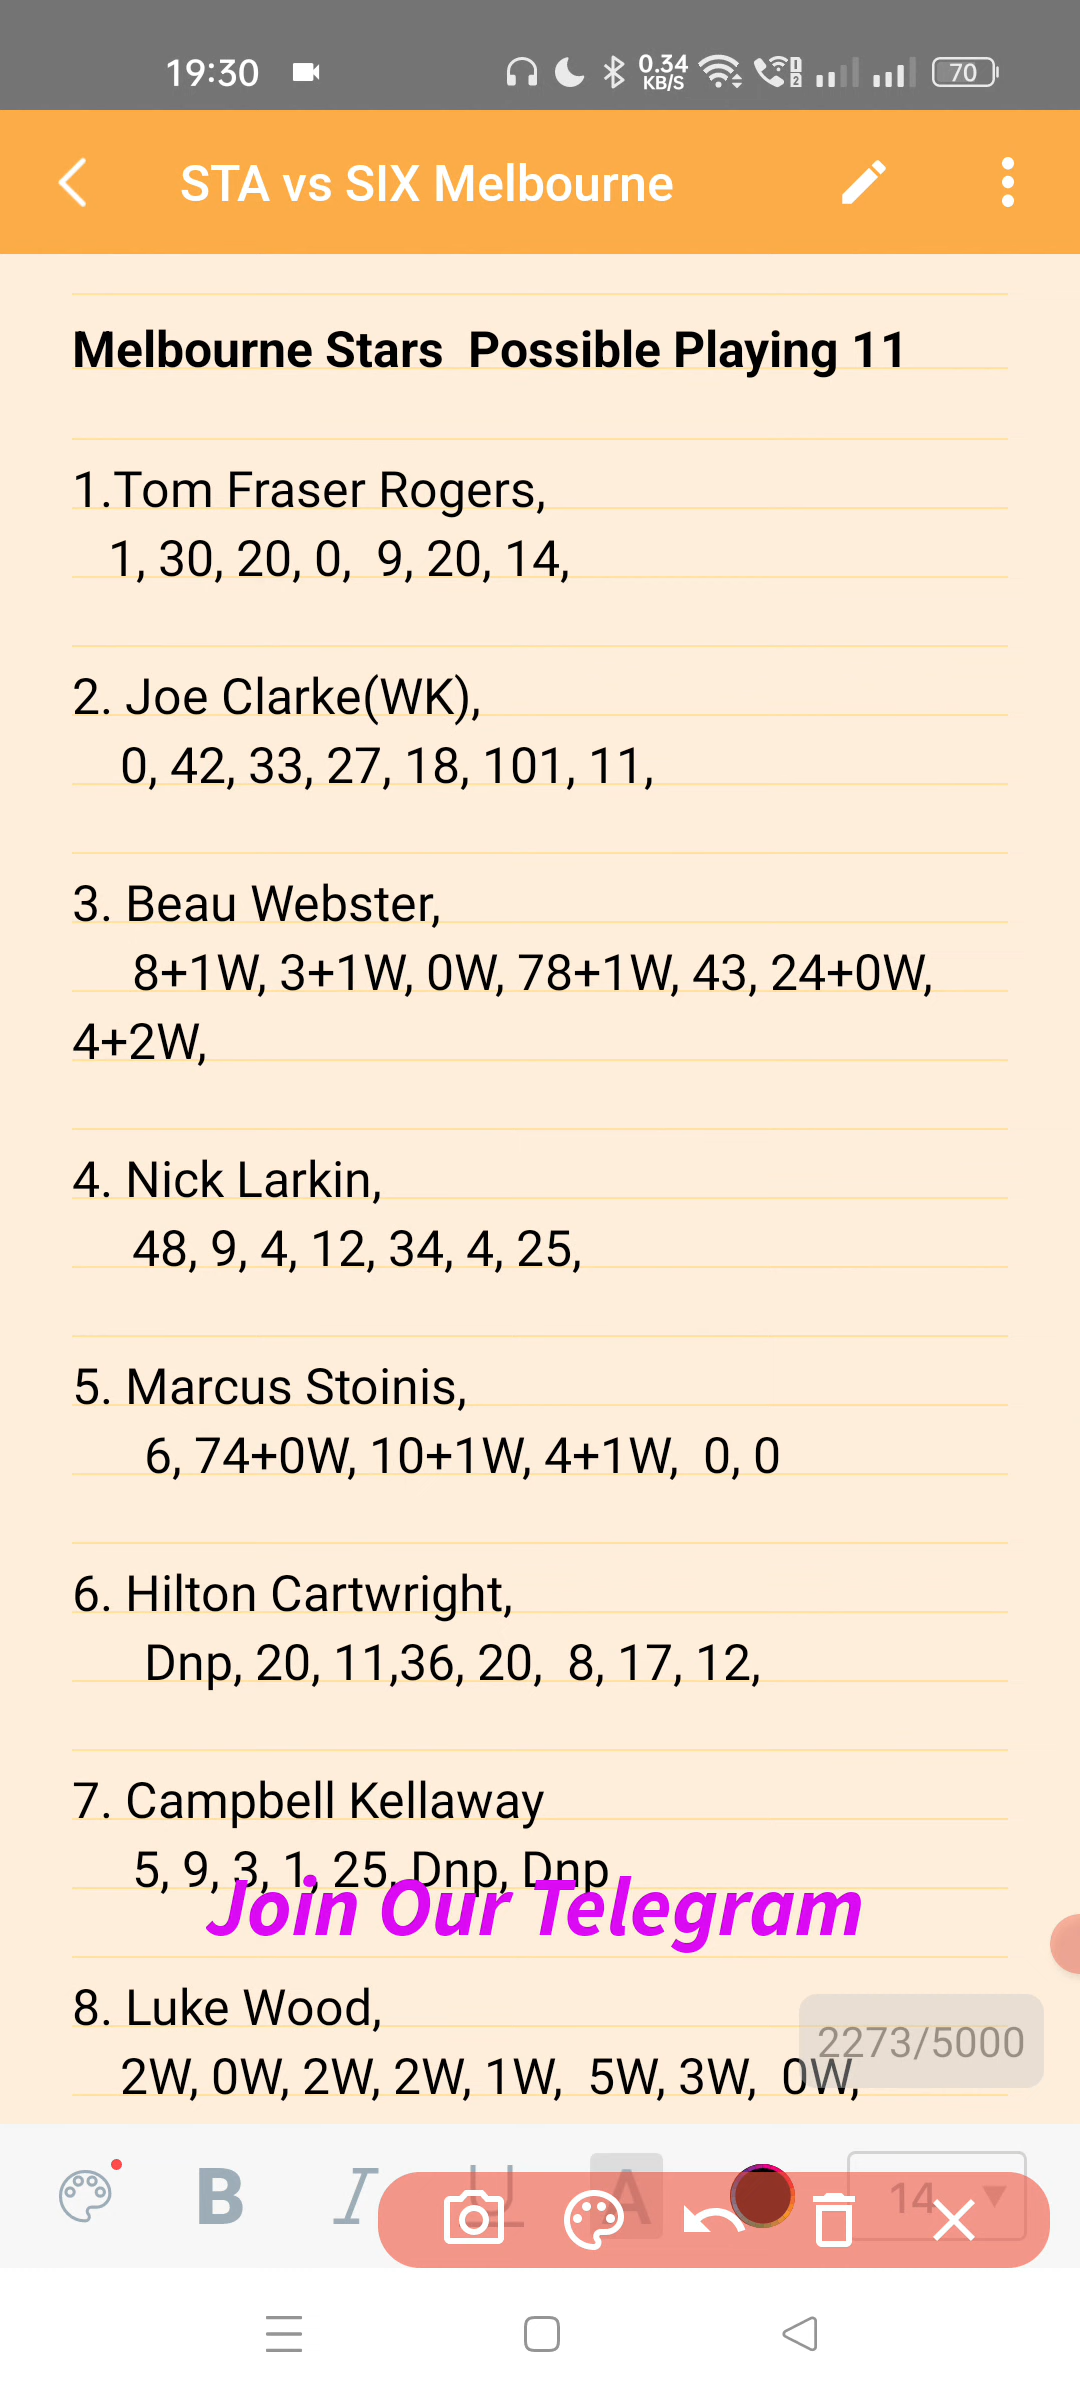 19:30 0.34 KB/S 1 2 70
STA vs SIX Melbourne
Melbourne Stars  Possible Playing 11
1.Tom Fraser Rogers,
1, 30, 20, 0,  9, 20, 14,
2. Joe Clarke(WK),
0, 42, 33, 27, 18, 101, 11,
3. Beau Webster,
8+1W, 3+1W, 0W, 78+1W, 43, 24+0W,
4+2W,
4. Nick Larkin,
48, 9, 4, 12, 34, 4, 25,
5. Marcus Stoinis,
6, 74+0W, 10+1W, 4+1W,  0, 0
6. Hilton Cartwright,
Dnp, 20, 11,36, 20,  8, 17, 12,
7. Campbell Kellaway
5, 9, 3, 1, 25, Dnp, Dnp
Join Our Telegram
8. Luke Wood,
2273/5000
2W, 0W, 2W, 2W, 1W,  5W, 3W,  0W,
B I U A 14